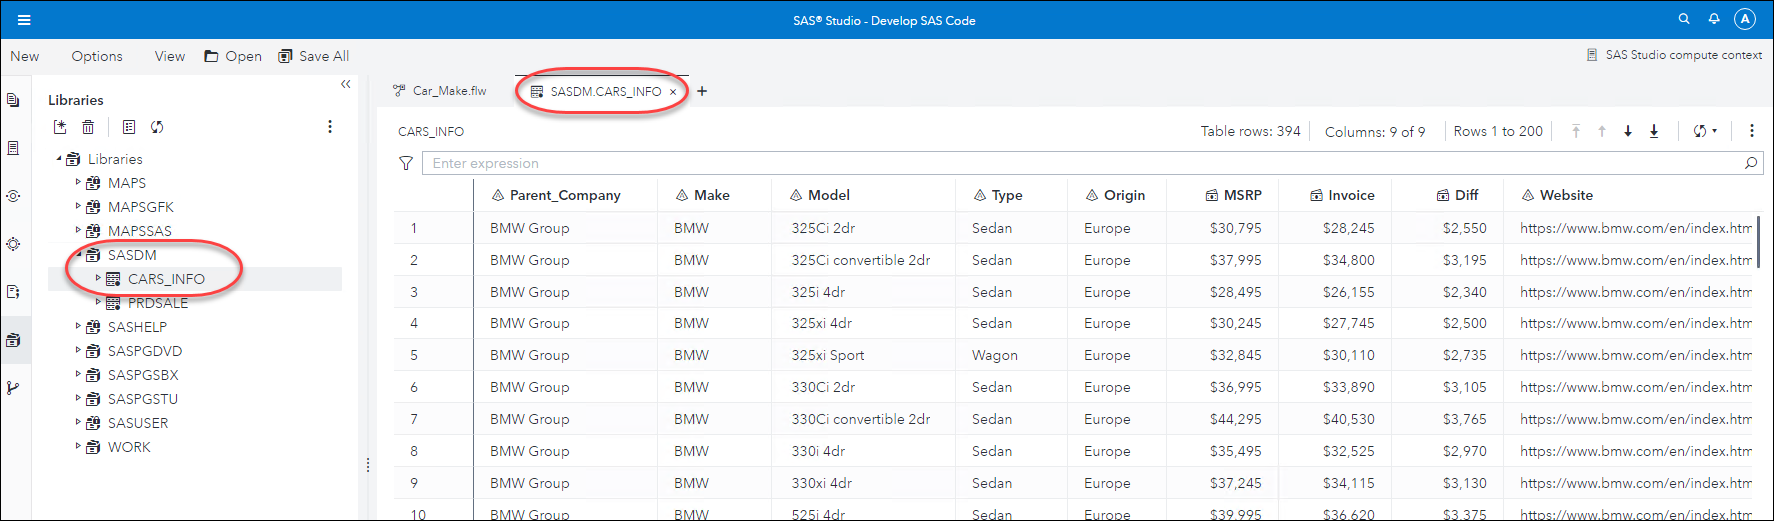 SAS® Studio - Develop SAS Code
A
New Options View Open Save All
SAS Studio compute context
Libraries
Libraries
MAPS
MAPSGFK
MAPSSAS
SASDM
CARS_INFO
PRDSALE
SASHELP
SASPGDVD
SASPGSBX
SASPGSTU
SASUSER
WORK
Car_Make.flw SASDM.CARS_INFO
CARS_INFO Table rows: 394 Columns: 9 of 9 Rows 1 to 200
Enter expression
Parent_Company Make Model Type Origin MSRP Invoice Diff Website
1 BMW Group BMW 325Ci 2dr Sedan Europe $30,795 $28,245 $2,550 https://www.bmw.com/en/index.htm
2 BMW Group BMW 325Ci convertible 2dr Sedan Europe $37,995 $34,800 $3,195 https://www.bmw.com/en/index.htm
3 BMW Group BMW 325i 4dr Sedan Europe $28,495 $26,155 $2,340 https://www.bmw.com/en/index.htm
4 BMW Group BMW 325xi 4dr Sedan Europe $30,245 $27,745 $2,500 https://www.bmw.com/en/index.htm
5 BMW Group BMW 325xi Sport Wagon Europe $32,845 $30,110 $2,735 https://www.bmw.com/en/index.htm
6 BMW Group BMW 330Ci 2dr Sedan Europe $36,995 $33,890 $3,105 https://www.bmw.com/en/index.htm
7 BMW Group BMW 330Ci convertible 2dr Sedan Europe $44,295 $40,530 $3,765 https://www.bmw.com/en/index.htm
8 BMW Group BMW 330i 4dr Sedan Europe $35,495 $32,525 $2,970 https://www.bmw.com/en/index.htm
9 BMW Group BMW 330xi 4dr Sedan Europe $37,245 $34,115 $3,130 https://www.bmw.com/en/index.htm
10 BMW Group BMW 525i 4dr Sedan Europe $39,995 $36,620 $3,375 https://www.bmw.com/en/index.htm